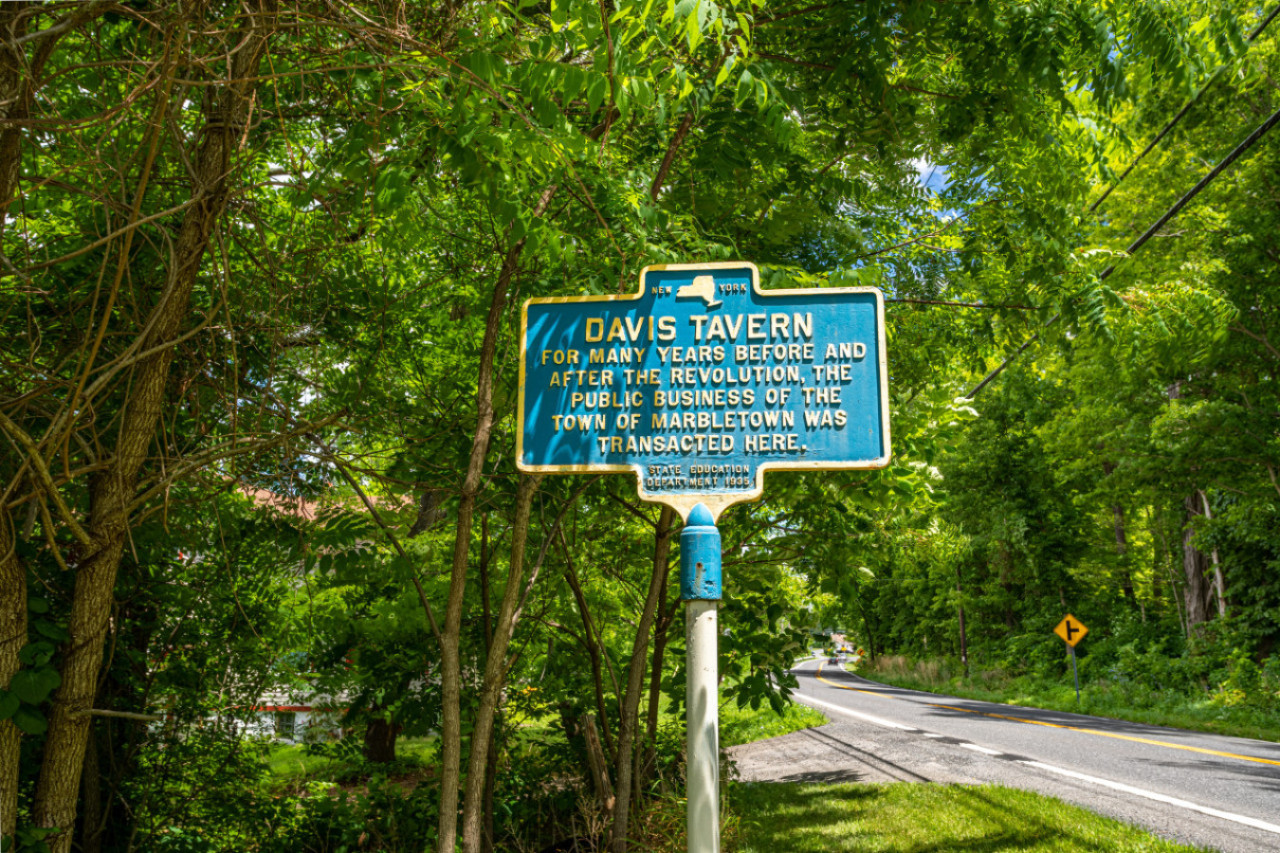 NEW YORK
DAVIS TAVERN
FOR MANY YEARS BEFORE AND
AFTER THE REVOLUTION, THE
PUBLIC BUSINESS OF THE
TOWN OF MARBLETOWN WAS
TRANSACTED HERE.
STATE EDUCATION
DEPARTMENT 1935